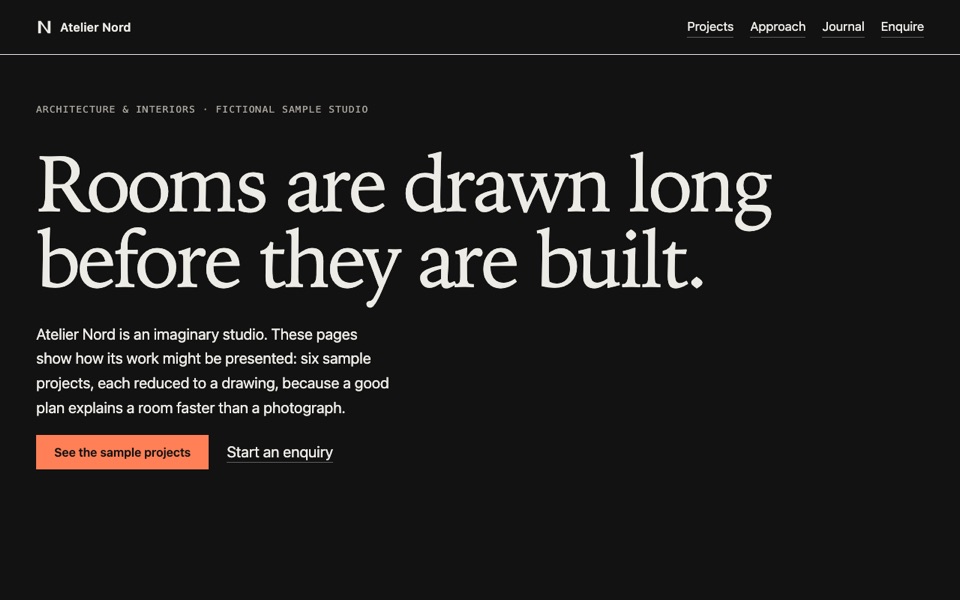 N Atelier Nord
Projects Approach Journal Enquire
ARCHITECTURE & INTERIORS · FICTIONAL SAMPLE STUDIO
Rooms are drawn long
before they are built.
Atelier Nord is an imaginary studio. These pages
show how its work might be presented: six sample
projects, each reduced to a drawing, because a good
plan explains a room faster than a photograph.
See the sample projects
Start an enquiry